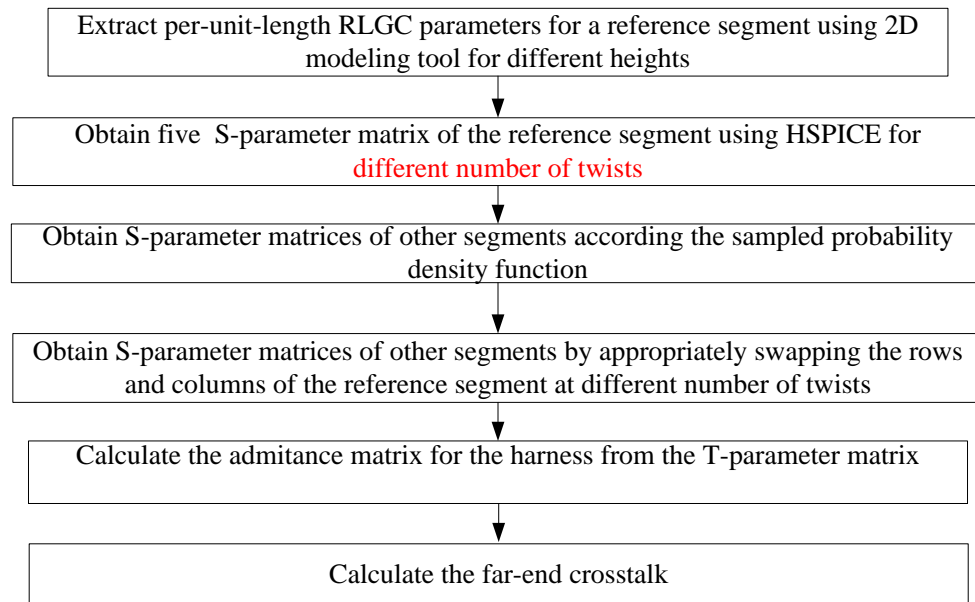 Extract per-unit-length RLGC parameters for a reference segment using 2D
modeling tool for different heights
Obtain five S-parameter matrix of the reference segment using HSPICE for
different number of twists
Obtain S-parameter matrices of other segments according the sampled probability
density function
Obtain S-parameter matrices of other segments by appropriately swapping the rows
and columns of the reference segment at different number of twists
Calculate the admitance matrix for the harness from the T-parameter matrix
Calculate the far-end crosstalk